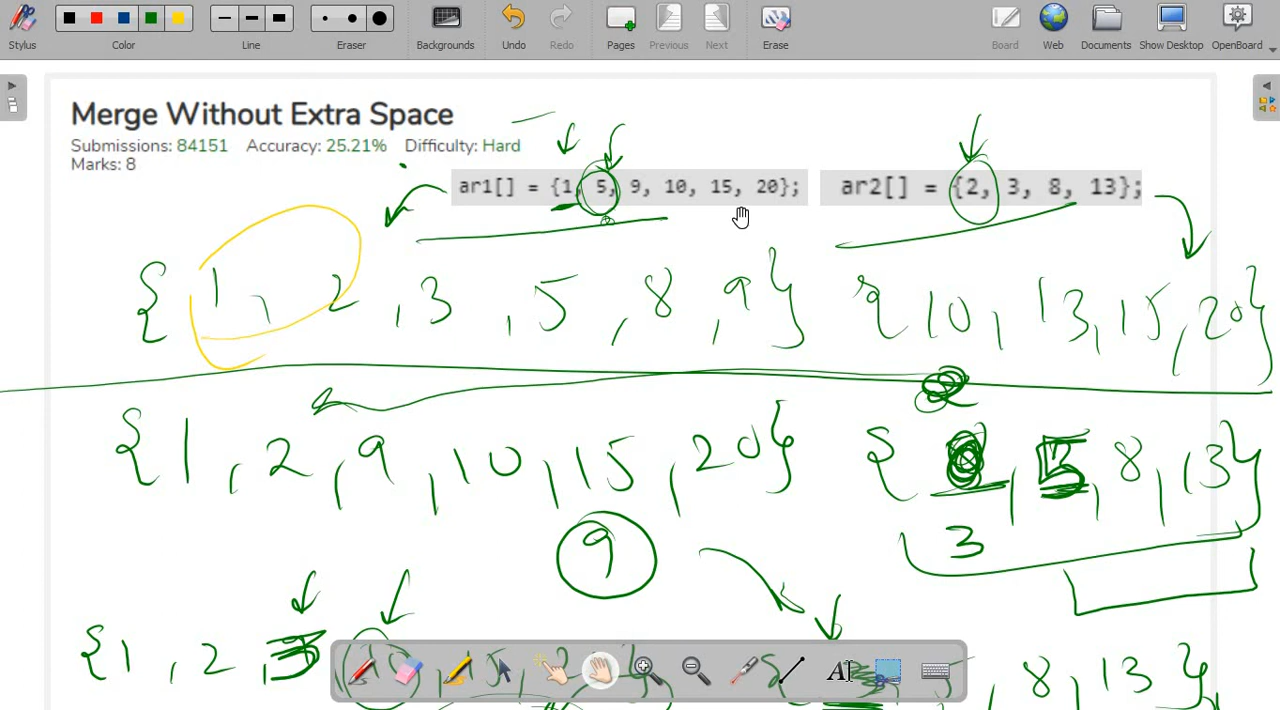 Stylus Color Line Eraser Backgrounds Undo Redo Pages Previous Next Erase Board Web Documents Show Desktop OpenBoard
Merge Without Extra Space
Submissions: 84151 Accuracy: 25.21% Difficulty: Hard
Marks: 8
ar1[] = {1, 5, 9, 10, 15, 20}; ar2[] = {2, 3, 8, 13};
{ 1, 2, 3, 5, 8, 9} { 10, 13, 15, 20}
{1, 2, 9, 10, 15, 20} { , , 8, 13}
9 3
{1, 2, 3 , 8, 13}